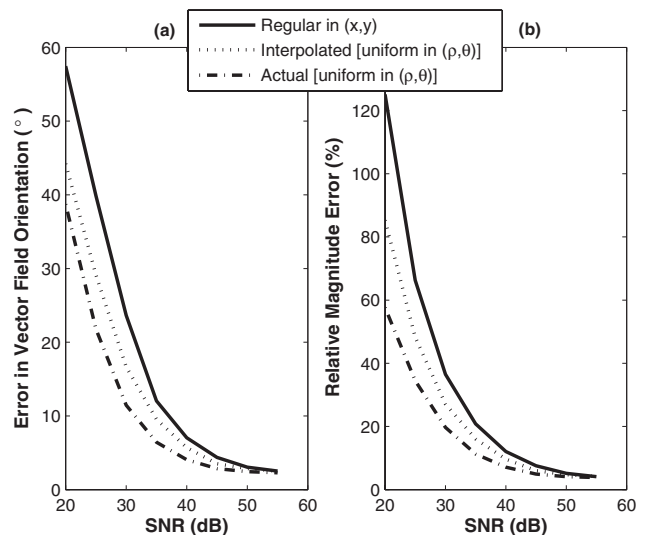 (a)
(b)
Regular in (x,y)
Interpolated [uniform in (ρ,θ)]
Actual [uniform in (ρ,θ)]
Error in Vector Field Orientation (°)
60
50
40
30
20
10
0
20
30
40
50
60
SNR (dB)
Relative Magnitude Error (%)
120
100
80
60
40
20
0
20
30
40
50
60
SNR (dB)